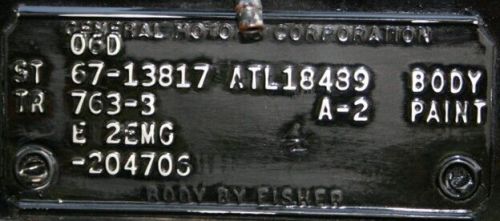 GENERAL MOTORS CORPORATION
06D
ST 67-13817 ATL18489 BODY
TR 763-3 A-2 PAINT
E 2EMG
-204706
BODY BY FISHER